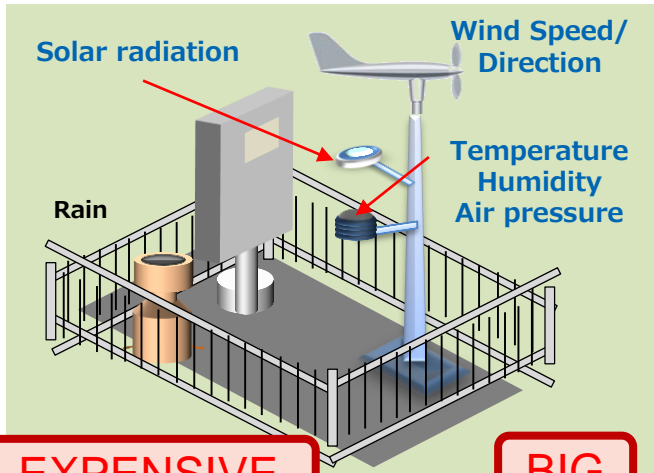 Solar radiation
Wind Speed/
Direction
Temperature
Humidity
Air pressure
Rain
EXPENSIVE
BIG